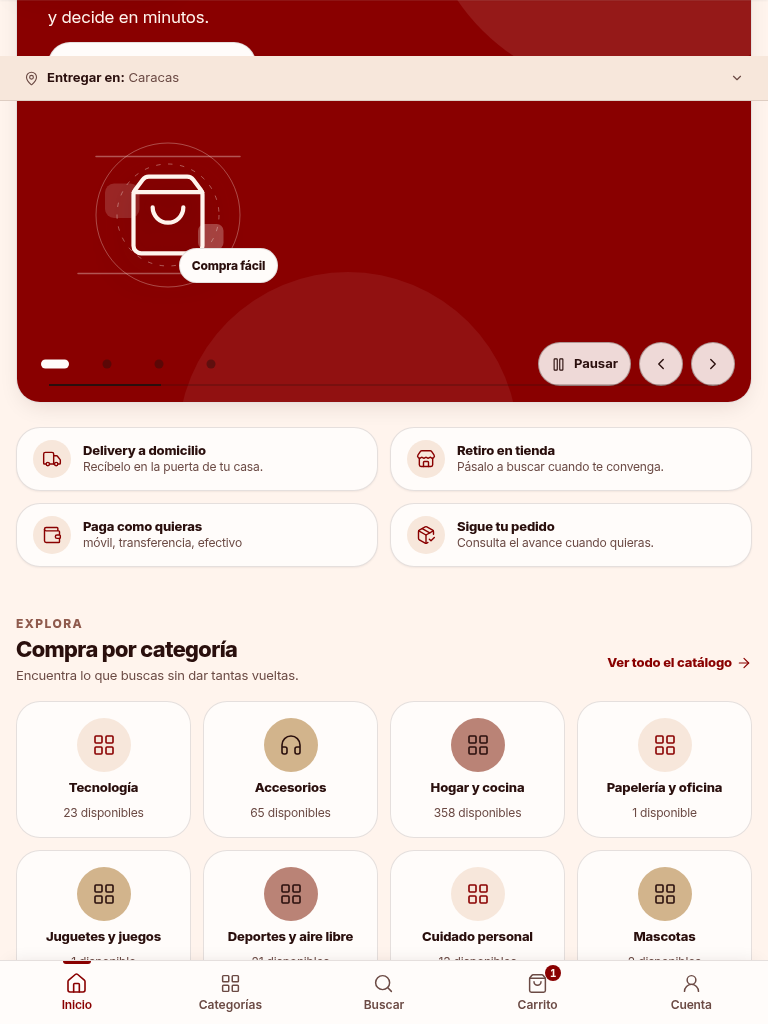 y decide en minutos.
Entregar en: Caracas
Compra fácil
Pausar
Delivery a domicilio
Recíbelo en la puerta de tu casa.
Retiro en tienda
Pásalo a buscar cuando te convenga.
Paga como quieras
móvil, transferencia, efectivo
Sigue tu pedido
Consulta el avance cuando quieras.
EXPLORA
Compra por categoría
Encuentra lo que buscas sin dar tantas vueltas.
Ver todo el catálogo
Tecnología
23 disponibles
Accesorios
65 disponibles
Hogar y cocina
358 disponibles
Papelería y oficina
1 disponible
Juguetes y juegos
Deportes y aire libre
Cuidado personal
Mascotas
1
Inicio
Categorías
Buscar
Carrito
Cuenta